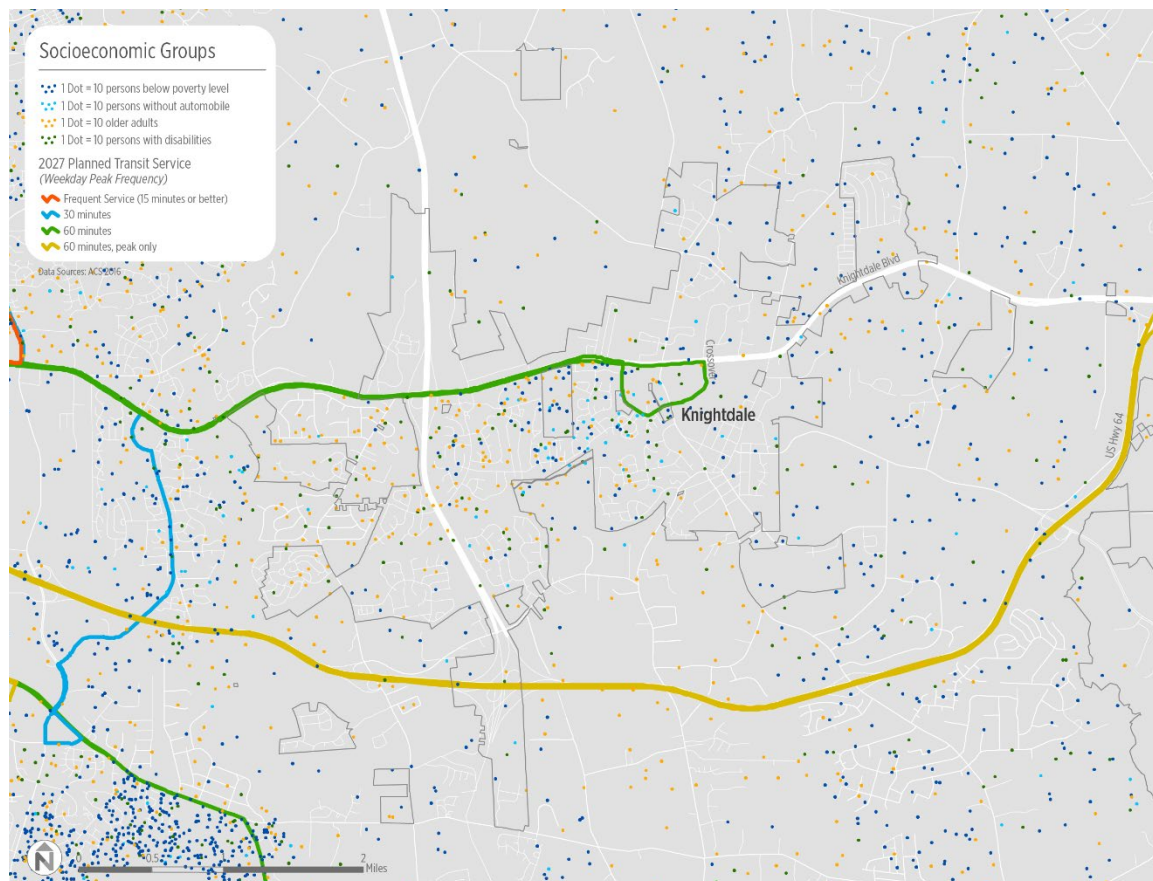 Socioeconomic Groups
1 Dot = 10 persons below poverty level
1 Dot = 10 persons without automobile
1 Dot = 10 older adults
1 Dot = 10 persons with disabilities
2027 Planned Transit Service
(Weekday Peak Frequency)
Frequent Service (15 minutes or better)
30 minutes
60 minutes
60 minutes, peak only
Data Sources: ACS 2016
Knightdale Blvd
Crossover
Knightdale
US Hwy 64
N
0 0.5 1 2
Miles